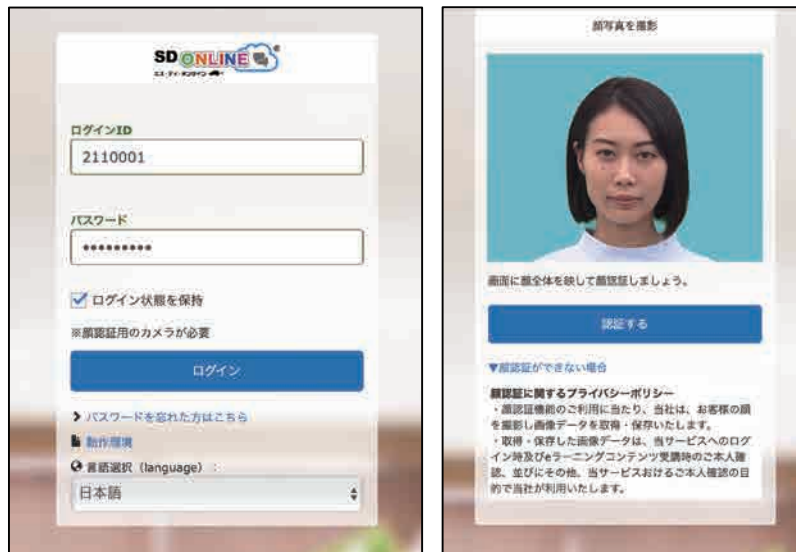 SD ONLINE
エス・ディー・オンライン
ログインID
2110001
パスワード
•••••••••
ログイン状態を保持
※顔認証用のカメラが必要
ログイン
パスワードを忘れた方はこちら
動作環境
言語選択（language）：
日本語
顔写真を撮影
画面に顔全体を映して顔認証しましょう。
認証する
▼顔認証ができない場合
顔認証に関するプライバシーポリシー
・顔認証機能のご利用に当たり、当社は、お客様の顔
を撮影し画像データを取得・保存いたします。
・取得・保存した画像データは、当サービスへのログ
イン時及びeラーニングコンテンツ受講時のご本人確
認、並びにその他、当サービスおけるご本人確認の目
的で当社が利用いたします。